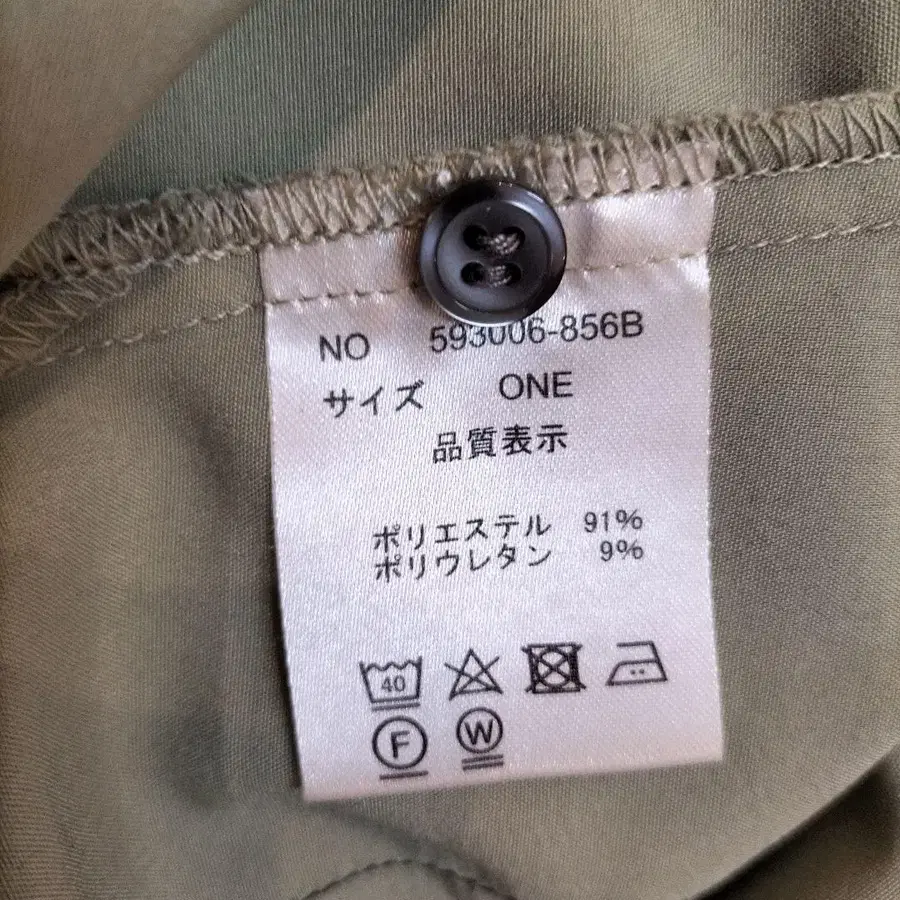 NO 593006-856B
サイズ ONE
品質表示
ポリエステル 91%
ポリウレタン 9%
40
F W